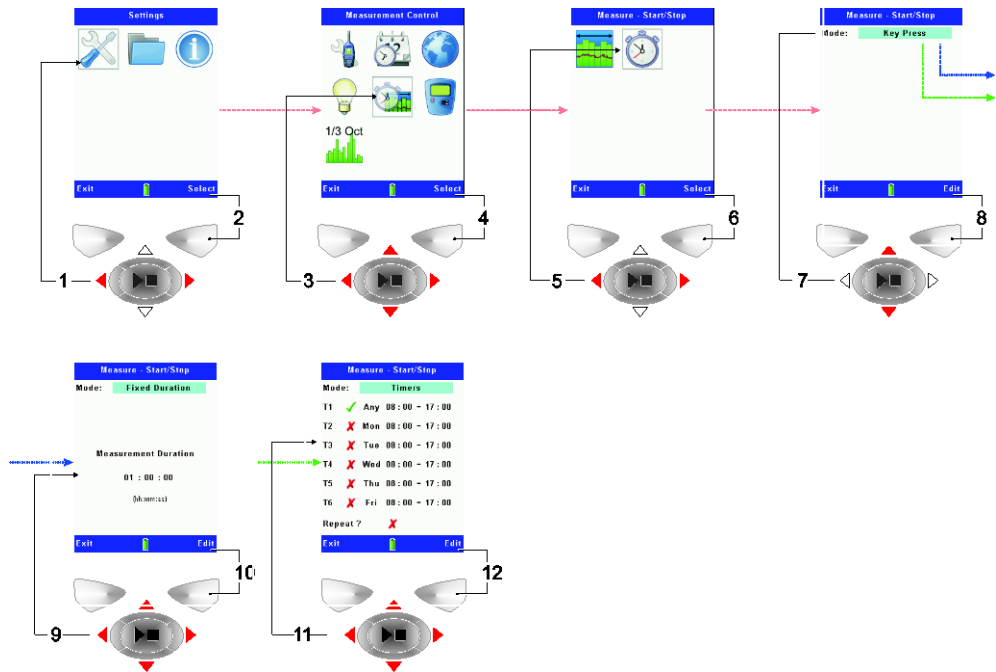 Settings
Exit Select
2
1
Measurement Control
1/3 Oct
Exit Select
4
3
Measure - Start/Stop
Exit Select
6
5
Measure - Start/Stop
Mode: Key Press
Exit Edit
8
7
Measure - Start/Stop
Mode: Fixed Duration
Measurement Duration
01 : 00 : 00
(hh:mm:ss)
Exit Edit
10
9
Measure - Start/Stop
Mode: Timers
T1 ✓ Any 08:00 - 17:00
T2 ✗ Mon 08:00 - 17:00
T3 ✗ Tue 08:00 - 17:00
T4 ✗ Wed 08:00 - 17:00
T5 ✗ Thu 08:00 - 17:00
T6 ✗ Fri 08:00 - 17:00
Repeat ? ✗
Exit Edit
12
11